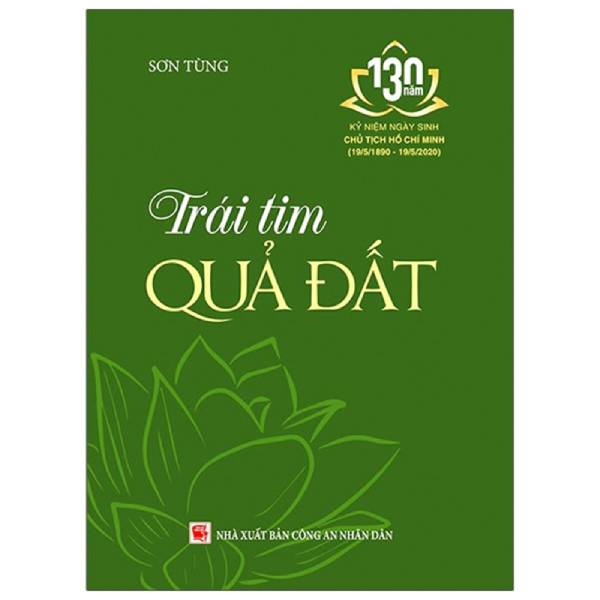 SƠN TÙNG
130
năm
KỶ NIỆM NGÀY SINH
CHỦ TỊCH HỒ CHÍ MINH
(19/5/1890 - 19/5/2020)
Trái tim
QUẢ ĐẤT
NHÀ XUẤT BẢN CÔNG AN NHÂN DÂN